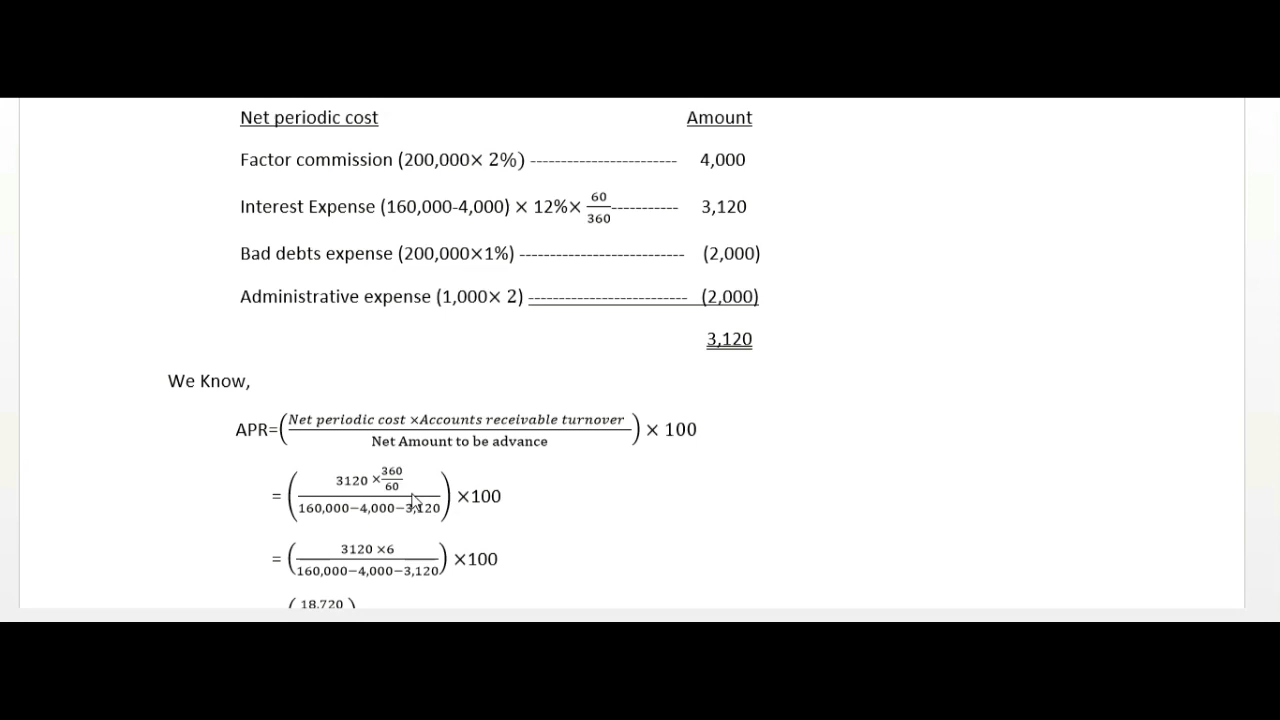 Net periodic cost Amount
Factor commission (200,000× 2%) ------------------------ 4,000
Interest Expense (160,000-4,000) × 12%× 60/360 ----------- 3,120
Bad debts expense (200,000×1%) --------------------------- (2,000)
Administrative expense (1,000× 2) -------------------------- (2,000)
3,120
We Know,
APR=(Net periodic cost ×Accounts receivable turnover / Net Amount to be advance) × 100
= (3120 ×360/60 / 160,000−4,000−3,120) ×100
= (3120 ×6 / 160,000−4,000−3,120) ×100
( 18,720 )